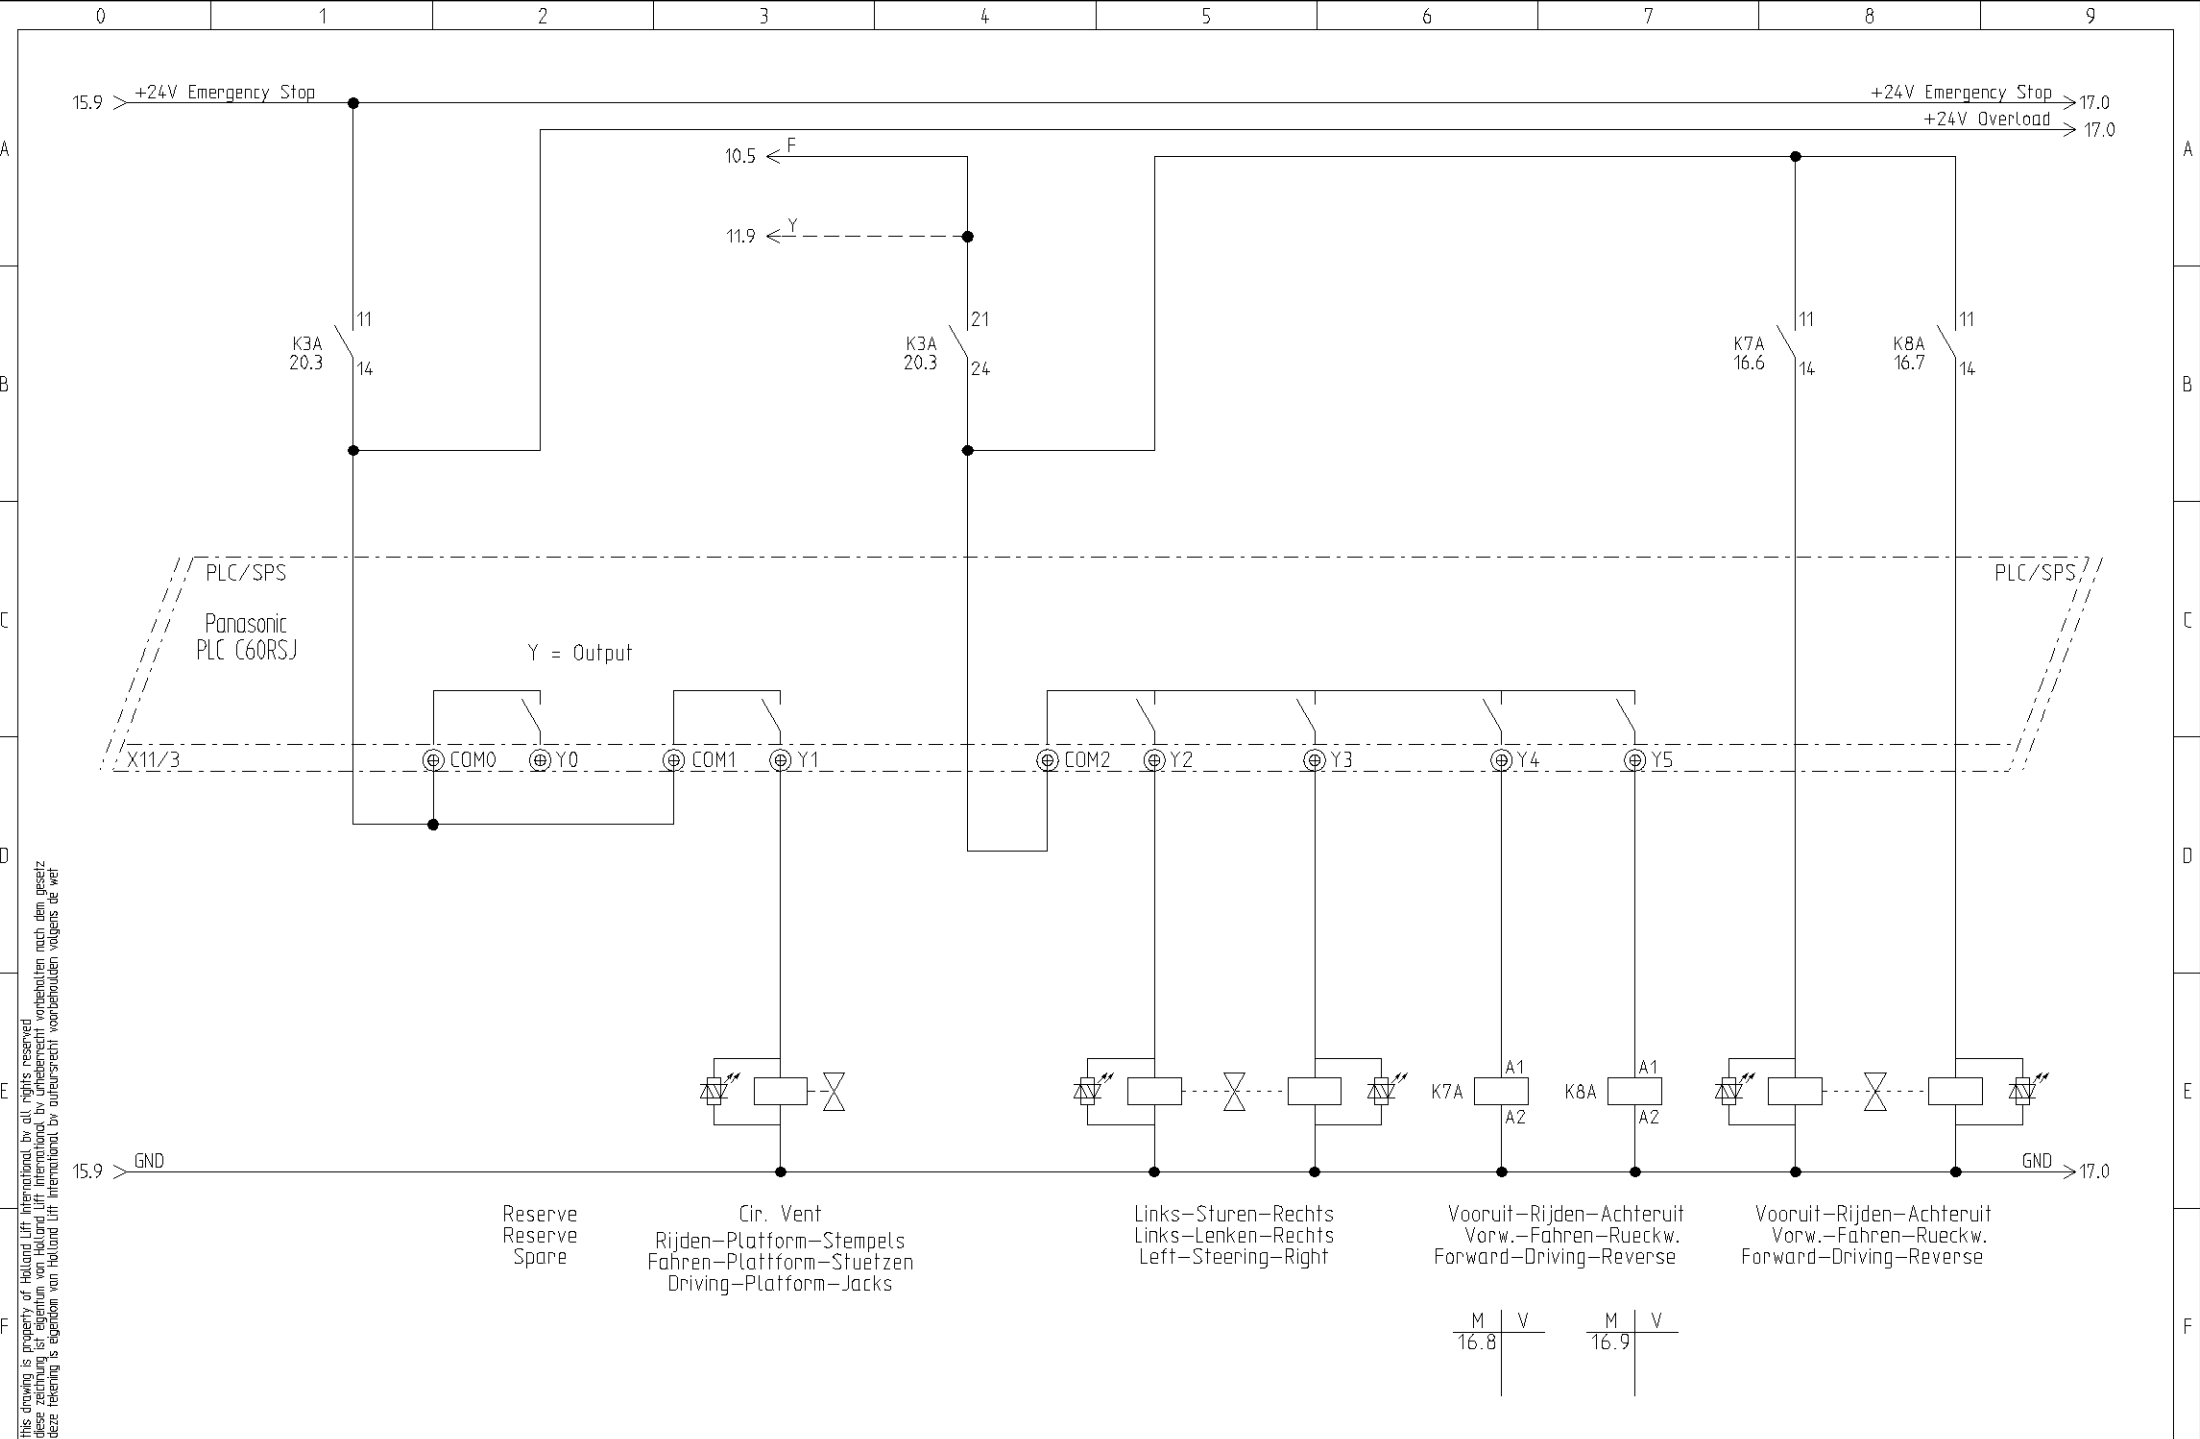 0 1 2 3 4 5 6 7 8 9
15.9 +24V Emergency Stop +24V Emergency Stop 17.0
+24V Overload 17.0
A A
10.5 F
11.9 Y
11 21 11 11
K3A K3A K7A K8A
20.3 20.3 16.6 16.7
14 24 14 14
B B
PLC/SPS PLC/SPS
Panasonic
PLC C60RSJ
C C
Y = Output
X11/3 COM0 Y0 COM1 Y1 COM2 Y2 Y3 Y4 Y5
D D
A1 A1
E K7A K8A E
A2 A2
15.9 GND GND 17.0
Reserve
Reserve
Spare
Cir. Vent
Rijden-Platform-Stempels
Fahren-Plattform-Stuetzen
Driving-Platform-Jacks
Links-Sturen-Rechts
Links-Lenken-Rechts
Left-Steering-Right
Vooruit-Rijden-Achteruit
Vorw.-Fahren-Rueckw.
Forward-Driving-Reverse
Vooruit-Rijden-Achteruit
Vorw.-Fahren-Rueckw.
Forward-Driving-Reverse
F F
M V M V
16.8 16.9
this drawing is property of Holland Lift International bv all rights reserved
diese zeichnung ist eigentum von Holland Lift International bv urheberrecht vorbehalten nach dem gesetz
deze tekening is eigendom van Holland Lift International bv auteursrecht voorbehouden volgens de wet